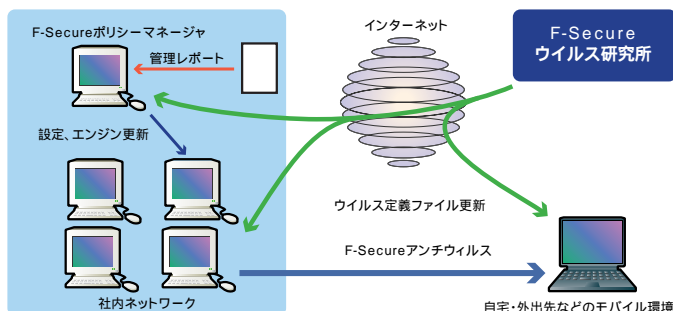 F-Secureポリシーマネージャ
インターネット
F-Secure
ウイルス研究所
管理レポート
設定、エンジン更新
ウイルス定義ファイル更新
F-Secureアンチウィルス
社内ネットワーク
自宅・外出先などのモバイル環境